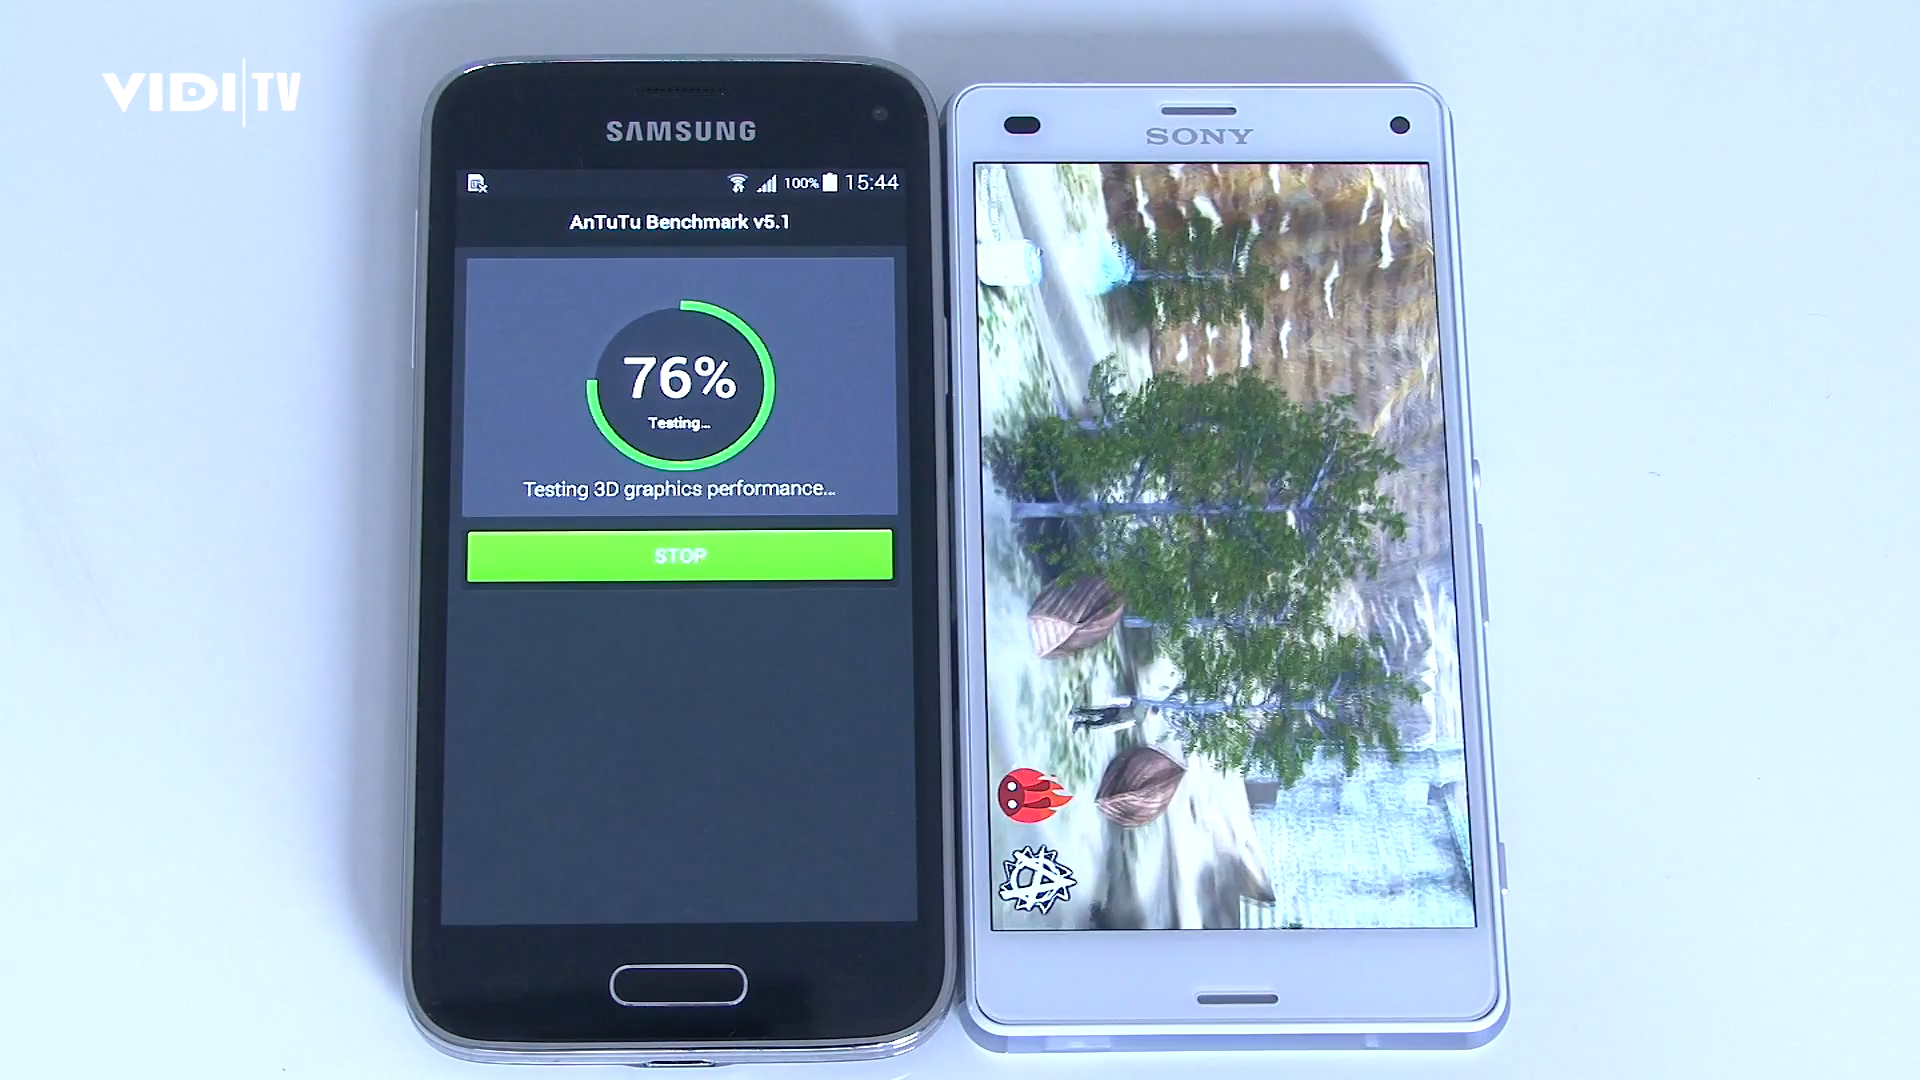 VIDI TV
SAMSUNG
100% 15:44
AnTuTu Benchmark v5.1
76%
Testing...
Testing 3D graphics performance...
STOP
SONY